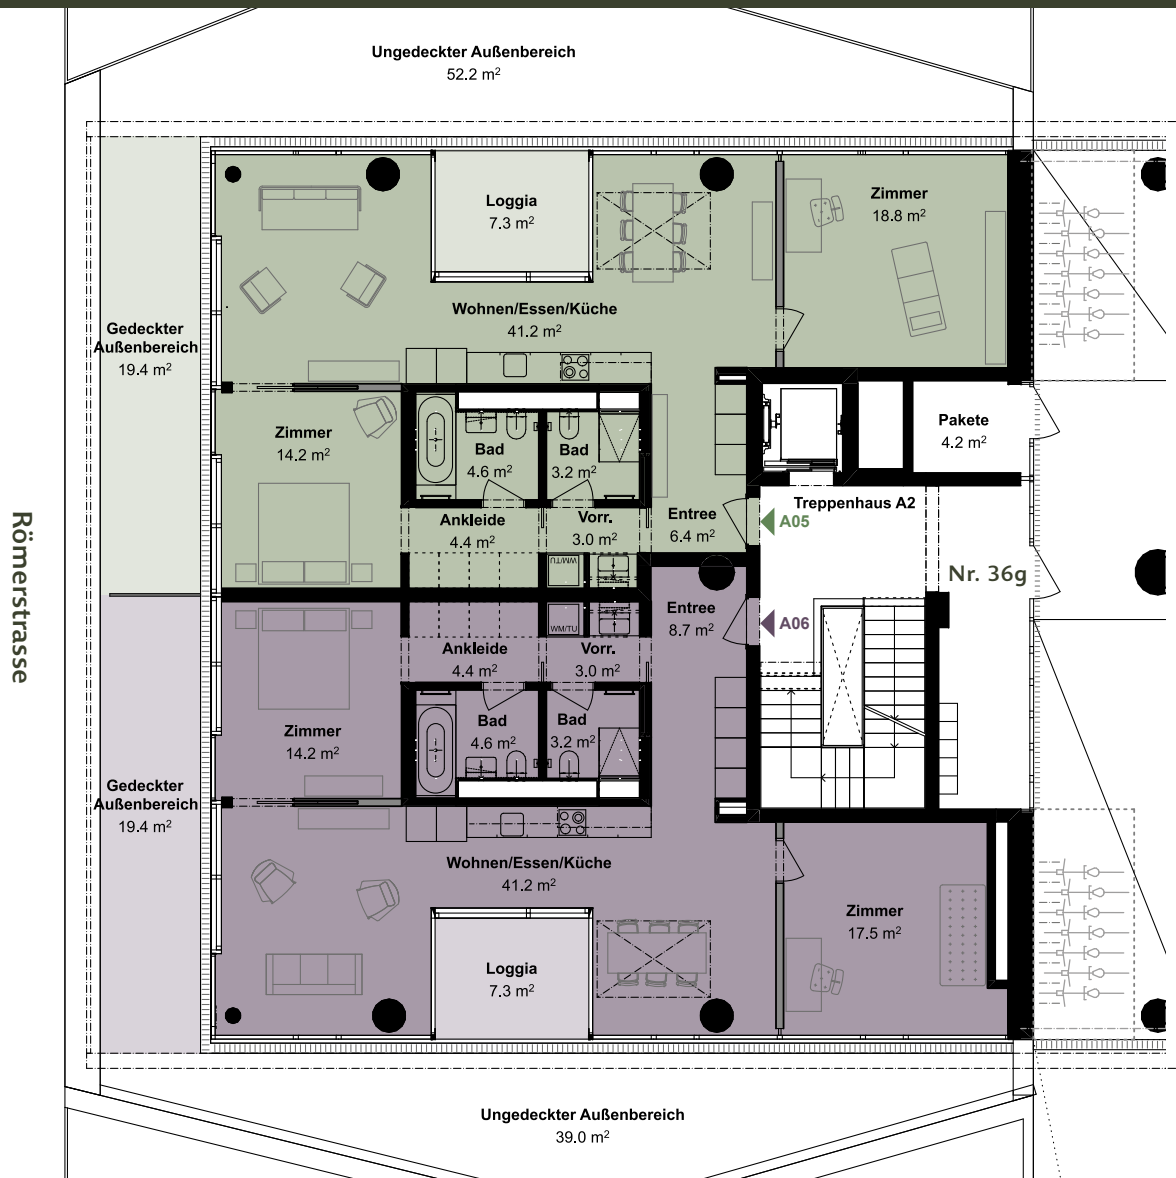 Ungedeckter Außenbereich
52.2 m²
Loggia
7.3 m²
Zimmer
18.8 m²
Wohnen/Essen/Küche
41.2 m²
Gedeckter
Außenbereich
19.4 m²
Zimmer
14.2 m²
Bad
4.6 m²
Bad
3.2 m²
Pakete
4.2 m²
Ankleide
4.4 m²
Vorr.
3.0 m²
Entree
6.4 m²
Treppenhaus A2
A05
WM/TU
Nr. 36g
Römerstrasse
Entree
8.7 m²
A06
WM/TU
Ankleide
4.4 m²
Vorr.
3.0 m²
Zimmer
14.2 m²
Bad
4.6 m²
Bad
3.2 m²
Gedeckter
Außenbereich
19.4 m²
Wohnen/Essen/Küche
41.2 m²
Zimmer
17.5 m²
Loggia
7.3 m²
Ungedeckter Außenbereich
39.0 m²